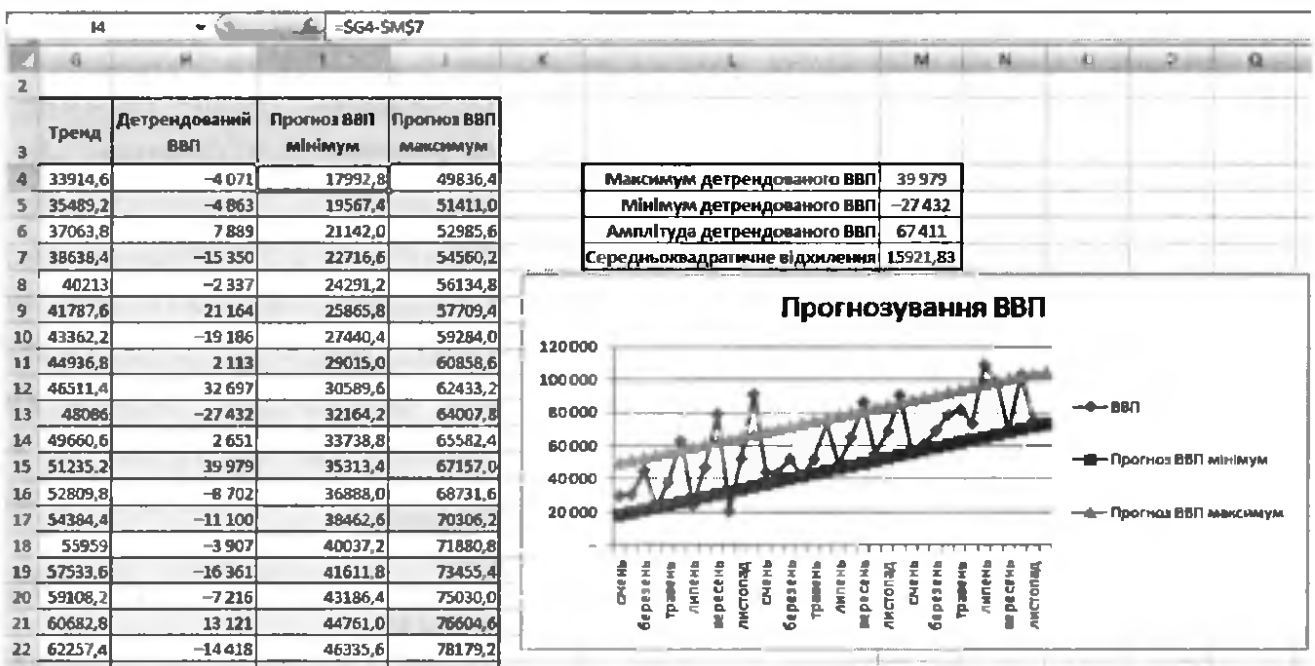 I4 =$G4-$M$7
G H I J K L M N O P Q
2
3 Тренд Детрендований ВВП Прогноз ВВП мінімум Прогноз ВВП максимум
4 33914,6 −4 071 17992,8 49836,4 Максимум детрендованого ВВП 39 979
5 35489,2 −4 863 19567,4 51411,0 Мінімум детрендованого ВВП −27 432
6 37063,8 7 889 21142,0 52985,6 Амплітуда детрендованого ВВП 67 411
7 38638,4 −15 350 22716,6 54560,2 Середньоквадратичне відхилення 15921,83
8 40213 −2 337 24291,2 56134,8
9 41787,6 21 164 25865,8 57709,4
10 43362,2 −19 186 27440,4 59284,0
11 44936,8 2 113 29015,0 60858,6
12 46511,4 32 697 30589,6 62433,2
13 48086 −27 432 32164,2 64007,8
14 49660,6 2 651 33738,8 65582,4
15 51235,2 39 979 35313,4 67157,0
16 52809,8 −8 702 36888,0 68731,6
17 54384,4 −11 100 38462,6 70306,2
18 55959 −3 907 40037,2 71880,8
19 57533,6 −16 361 41611,8 73455,4
20 59108,2 −7 216 43186,4 75030,0
21 60682,8 13 121 44761,0 76604,6
22 62257,4 −14 418 46335,6 78179,2
Прогнозування ВВП
120 000
100 000
80 000
60 000
40 000
20 000
–
січень березень травень липень вересень листопад січень березень травень липень вересень листопад січень березень травень липень вересень листопад
ВВП
Прогноз ВВП мінімум
Прогноз ВВП максимум